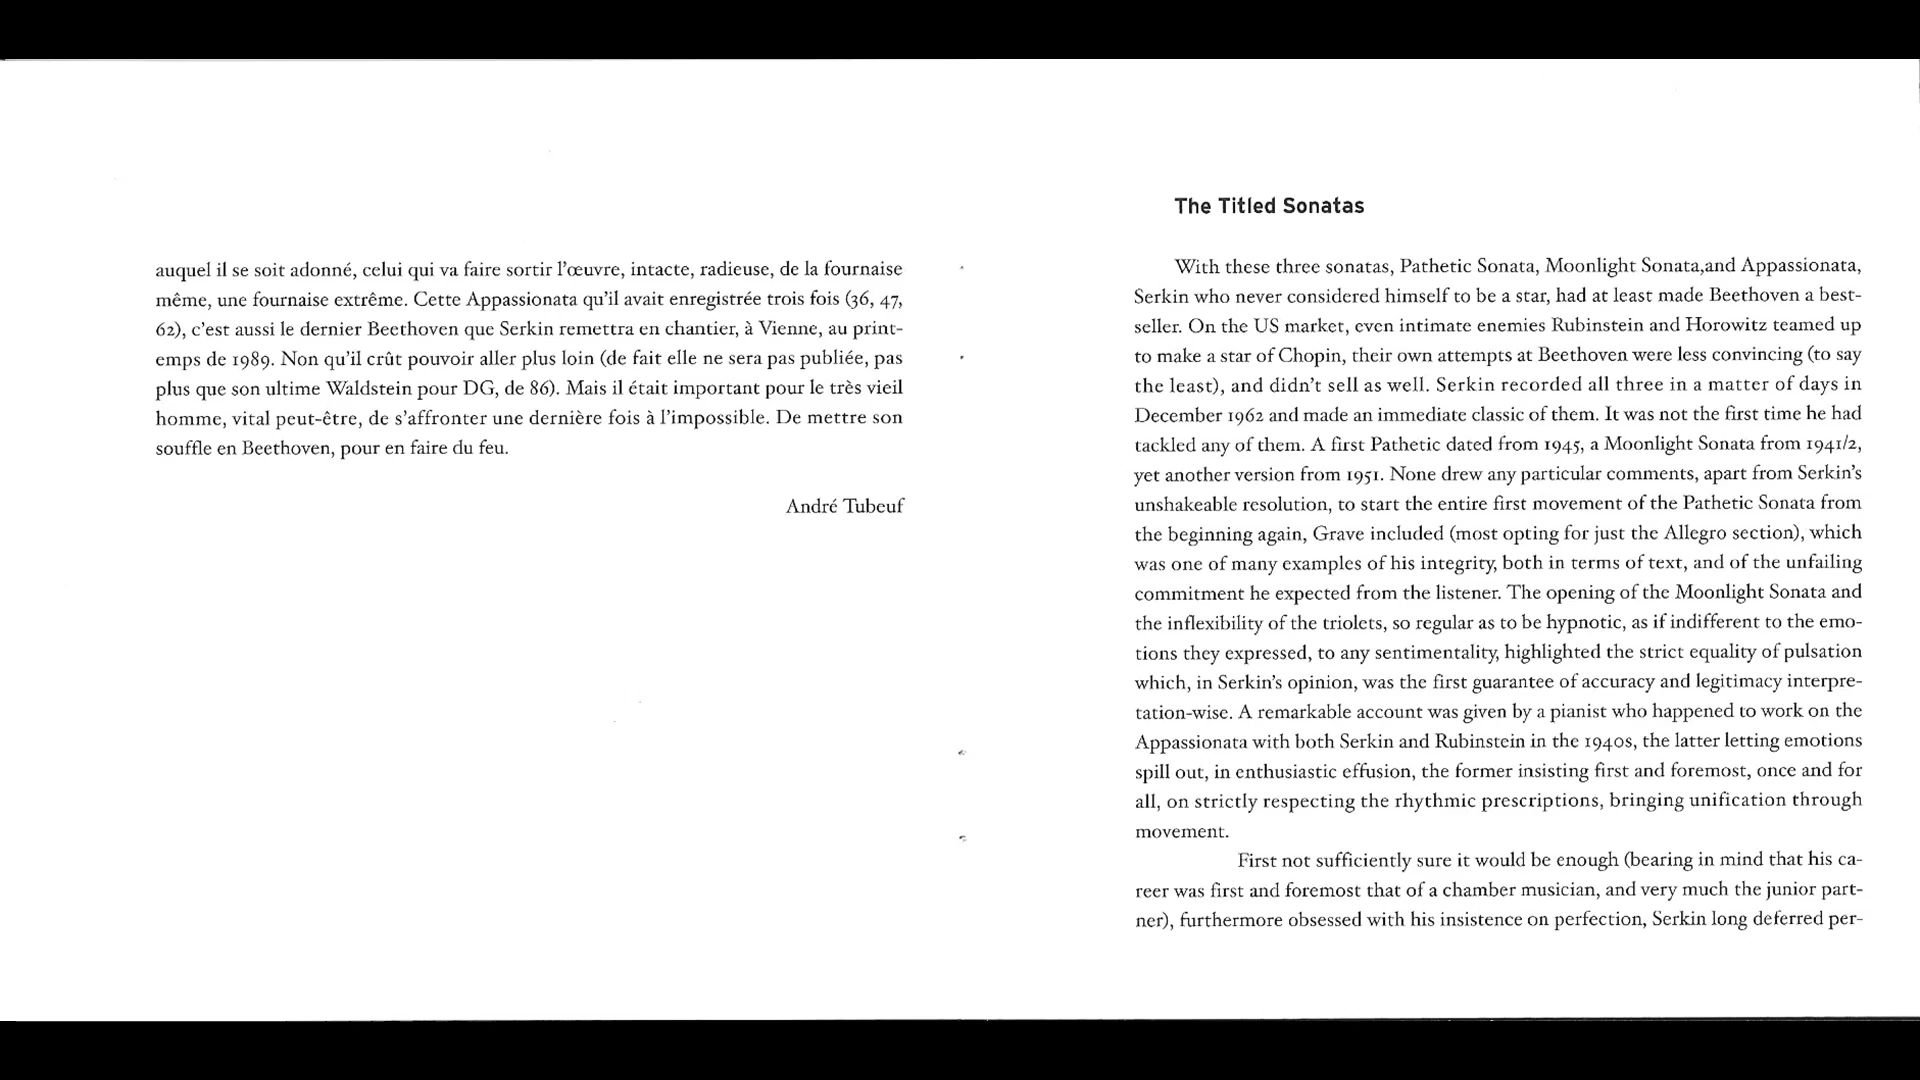 auquel il se soit adonné, celui qui va faire sortir l'œuvre, intacte, radieuse, de la fournaise
même, une fournaise extrême. Cette Appassionata qu'il avait enregistrée trois fois (36, 47,
62), c'est aussi le dernier Beethoven que Serkin remettra en chantier, à Vienne, au print-
emps de 1989. Non qu'il crût pouvoir aller plus loin (de fait elle ne sera pas publiée, pas
plus que son ultime Waldstein pour DG, de 86). Mais il était important pour le très vieil
homme, vital peut-être, de s'affronter une dernière fois à l'impossible. De mettre son
souffle en Beethoven, pour en faire du feu.
André Tubeuf
The Titled Sonatas
With these three sonatas, Pathetic Sonata, Moonlight Sonata,and Appassionata,
Serkin who never considered himself to be a star, had at least made Beethoven a best-
seller. On the US market, even intimate enemies Rubinstein and Horowitz teamed up
to make a star of Chopin, their own attempts at Beethoven were less convincing (to say
the least), and didn't sell as well. Serkin recorded all three in a matter of days in
December 1962 and made an immediate classic of them. It was not the first time he had
tackled any of them. A first Pathetic dated from 1945, a Moonlight Sonata from 1941/2,
yet another version from 1951. None drew any particular comments, apart from Serkin's
unshakeable resolution, to start the entire first movement of the Pathetic Sonata from
the beginning again, Grave included (most opting for just the Allegro section), which
was one of many examples of his integrity, both in terms of text, and of the unfailing
commitment he expected from the listener. The opening of the Moonlight Sonata and
the inflexibility of the triolets, so regular as to be hypnotic, as if indifferent to the emo-
tions they expressed, to any sentimentality, highlighted the strict equality of pulsation
which, in Serkin's opinion, was the first guarantee of accuracy and legitimacy interpre-
tation-wise. A remarkable account was given by a pianist who happened to work on the
Appassionata with both Serkin and Rubinstein in the 1940s, the latter letting emotions
spill out, in enthusiastic effusion, the former insisting first and foremost, once and for
all, on strictly respecting the rhythmic prescriptions, bringing unification through
movement.
First not sufficiently sure it would be enough (bearing in mind that his ca-
reer was first and foremost that of a chamber musician, and very much the junior part-
ner), furthermore obsessed with his insistence on perfection, Serkin long deferred per-